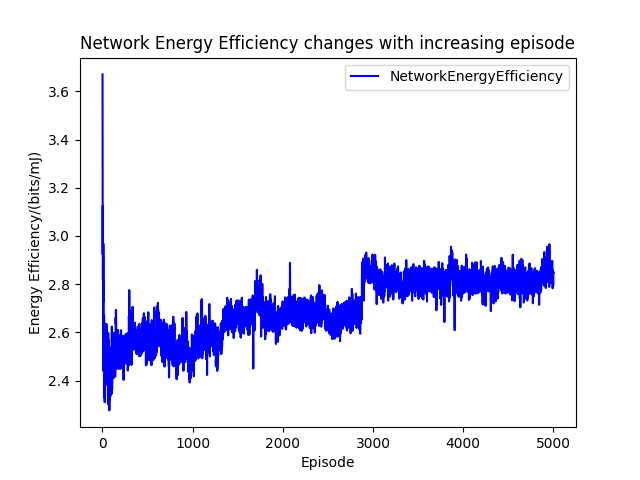 Network Energy Efficiency changes with increasing episode
NetworkEnergyEfficiency
3.6
3.4
3.2
3.0
2.8
2.6
2.4
Energy Efficiency/(bits/mJ)
0 1000 2000 3000 4000 5000
Episode